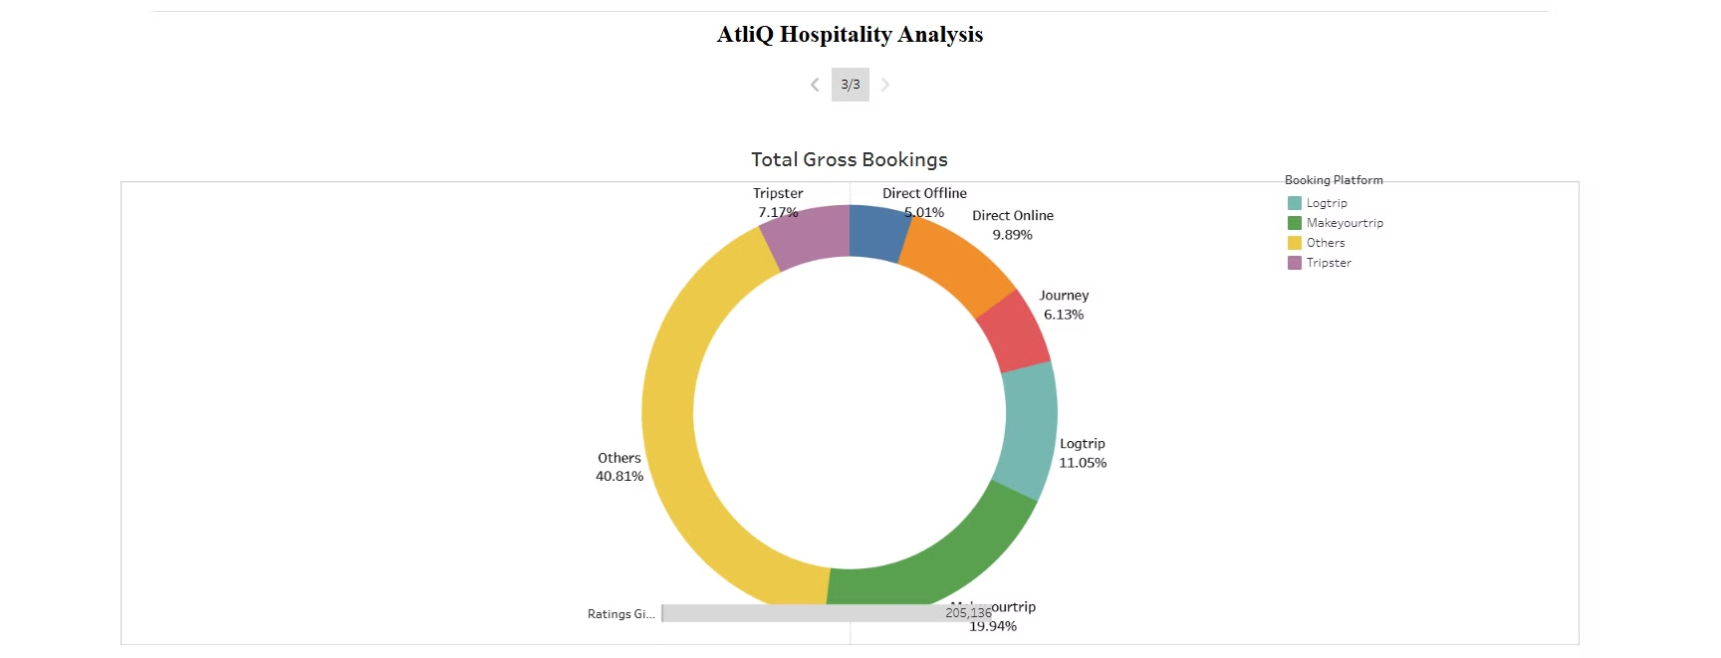 AtliQ Hospitality Analysis
3/3
Total Gross Bookings
Booking Platform
Logtrip
Makeyourtrip
Others
Tripster
Tripster
7.17%
Direct Offline
5.01%
Direct Online
9.89%
Journey
6.13%
Logtrip
11.05%
Others
40.81%
Ratings Gi...
205,136
Makeyourtrip
19.94%